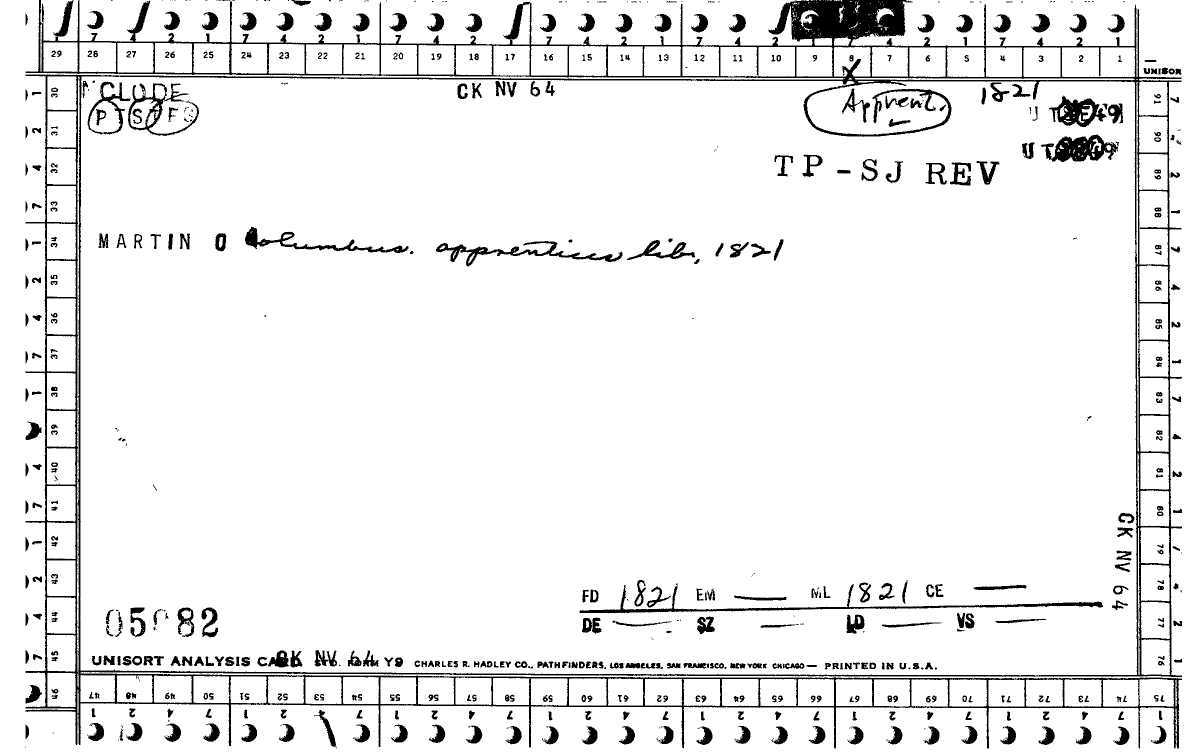 7 4 2 1 7 4 2 1 7 4 2 1 7 4 2 1 7 4 2 1 7 4 2 1 7 4 2 1
29 28 27 26 25 24 23 22 21 20 19 18 17 16 15 14 13 12 11 10 9 8 7 6 5 4 3 2 1
UNISOR
CLUDE CK NV 64 X Apprent. 1821
P T S T F U T 49
U T 49
TP-SJ REV
MARTIN O Columbus. apprentices lib, 1821
30 31 32 33 34 35 36 37 38 39 40 41 42 43 44 45 46
91 90 89 88 87 86 85 84 83 82 81 80 79 78 77 76
CK NV 64
FD 1821 EM — ML 1821 CE —
DE — SZ — LD — VS —
05 82
UNISORT ANALYSIS CARD CK NV 64 STD. FORM Y9 CHARLES R. HADLEY CO., PATHFINDERS, LOS ANGELES, SAN FRANCISCO, NEW YORK CHICAGO — PRINTED IN U.S.A.
47 48 49 50 51 52 53 54 55 56 57 58 59 60 61 62 63 64 65 66 67 68 69 70 71 72 73 74 75
1 2 4 7 1 2 4 7 1 2 4 7 1 2 4 7 1 2 4 7 1 2 4 7 1 2 4 7 1